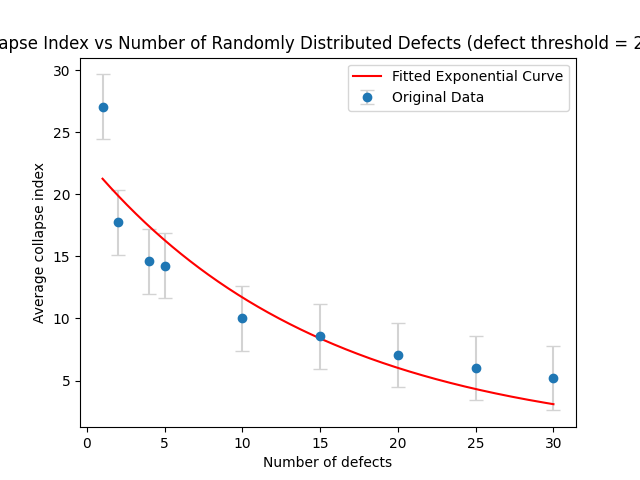 apse Index vs Number of Randomly Distributed Defects (defect threshold = 2
30
25
20
15
10
5
Average collapse index
Fitted Exponential Curve
Original Data
0 5 10 15 20 25 30
Number of defects